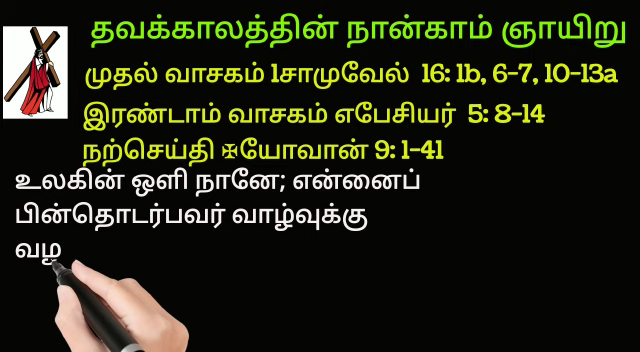 தவக்காலத்தின் நான்காம் ஞாயிறு
முதல் வாசகம் 1சாமுவேல் 16: 1b, 6-7, 10-13a
இரண்டாம் வாசகம் எபேசியர் 5: 8-14
நற்செய்தி ✠யோவான் 9: 1-41
உலகின் ஒளி நானே; என்னைப்
பின்தொடர்பவர் வாழ்வுக்கு
வழ